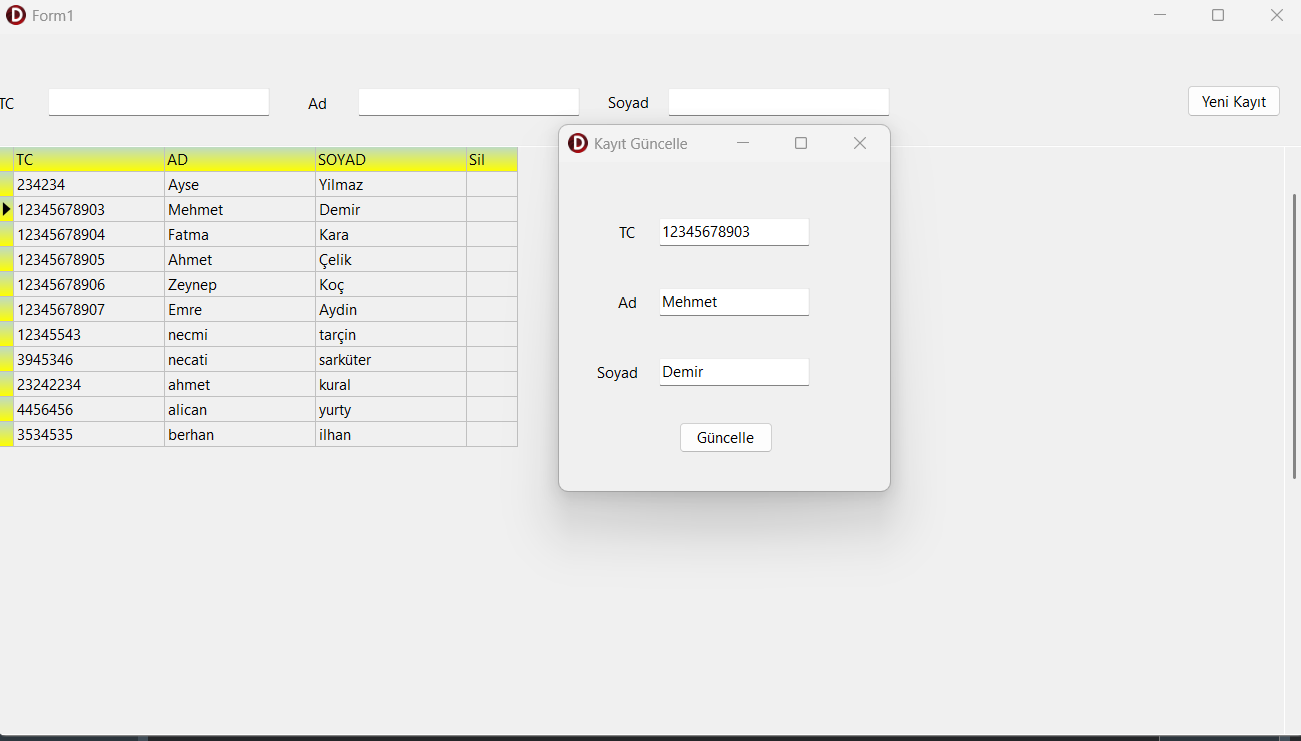 Form1
TC Ad Soyad Yeni Kayıt
TC AD SOYAD Sil
234234 Ayse Yilmaz
12345678903 Mehmet Demir
12345678904 Fatma Kara
12345678905 Ahmet Çelik
12345678906 Zeynep Koç
12345678907 Emre Aydin
12345543 necmi tarçin
3945346 necati sarküter
23242234 ahmet kural
4456456 alican yurty
3534535 berhan ilhan
Kayıt Güncelle
TC 12345678903
Ad Mehmet
Soyad Demir
Güncelle